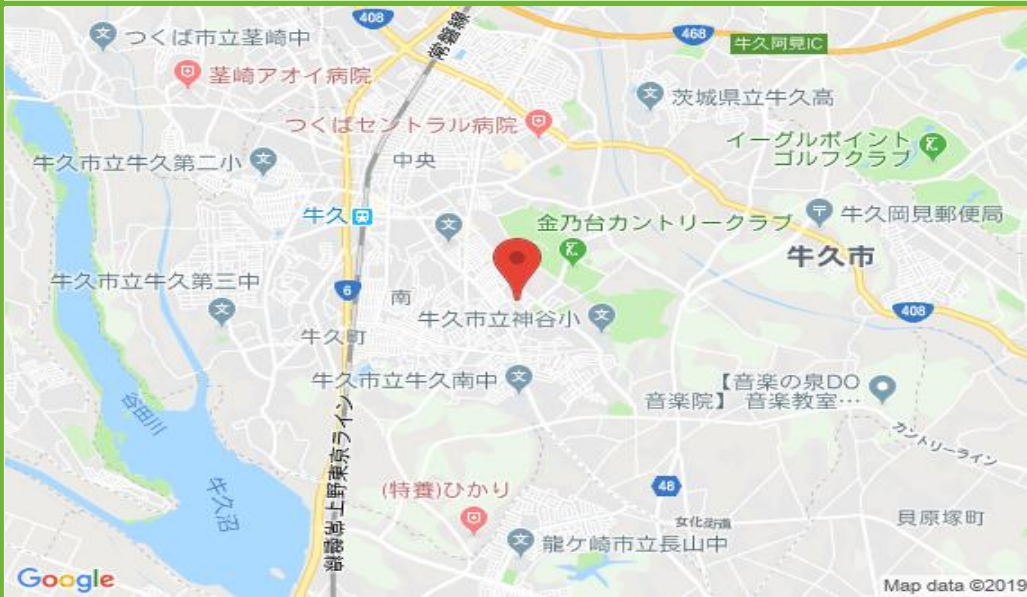 408
常磐線
468
牛久阿見IC
つくば市立茎崎中
茎崎アオイ病院
茨城県立牛久高
つくばセントラル病院
イーグルポイント
ゴルフクラブ
中央
牛久市立牛久第二小
牛久
金乃台カントリークラブ
牛久岡見郵便局
牛久市
牛久市立牛久第三中
6
南
牛久市立神谷小
408
牛久町
牛久市立牛久南中
【音楽の泉DO
音楽院】 音楽教室…
谷田川
カントリーライン
上野東京ライン
牛久沼
(特養)ひかり
48
女化街道
貝原塚町
龍ケ崎市立長山中
Google
Map data ©2019